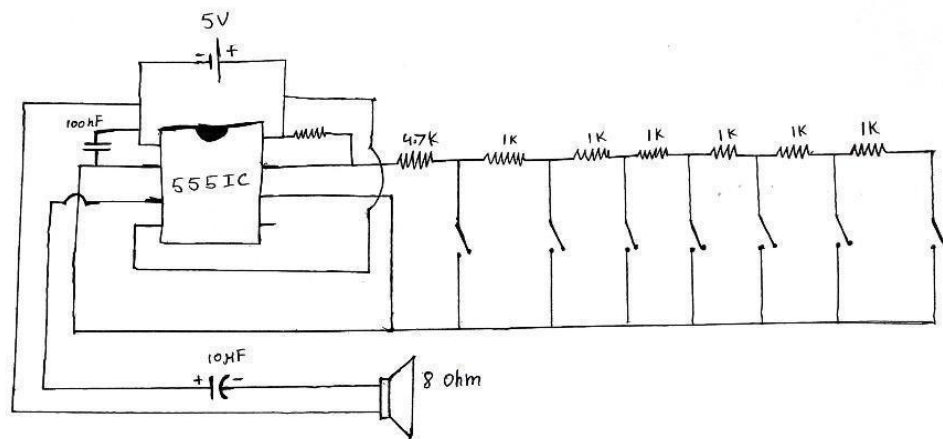 5V
- +
100nF
4.7K 1K 1K 1K 1K 1K 1K
555IC
10µF
+ -
8 Ohm